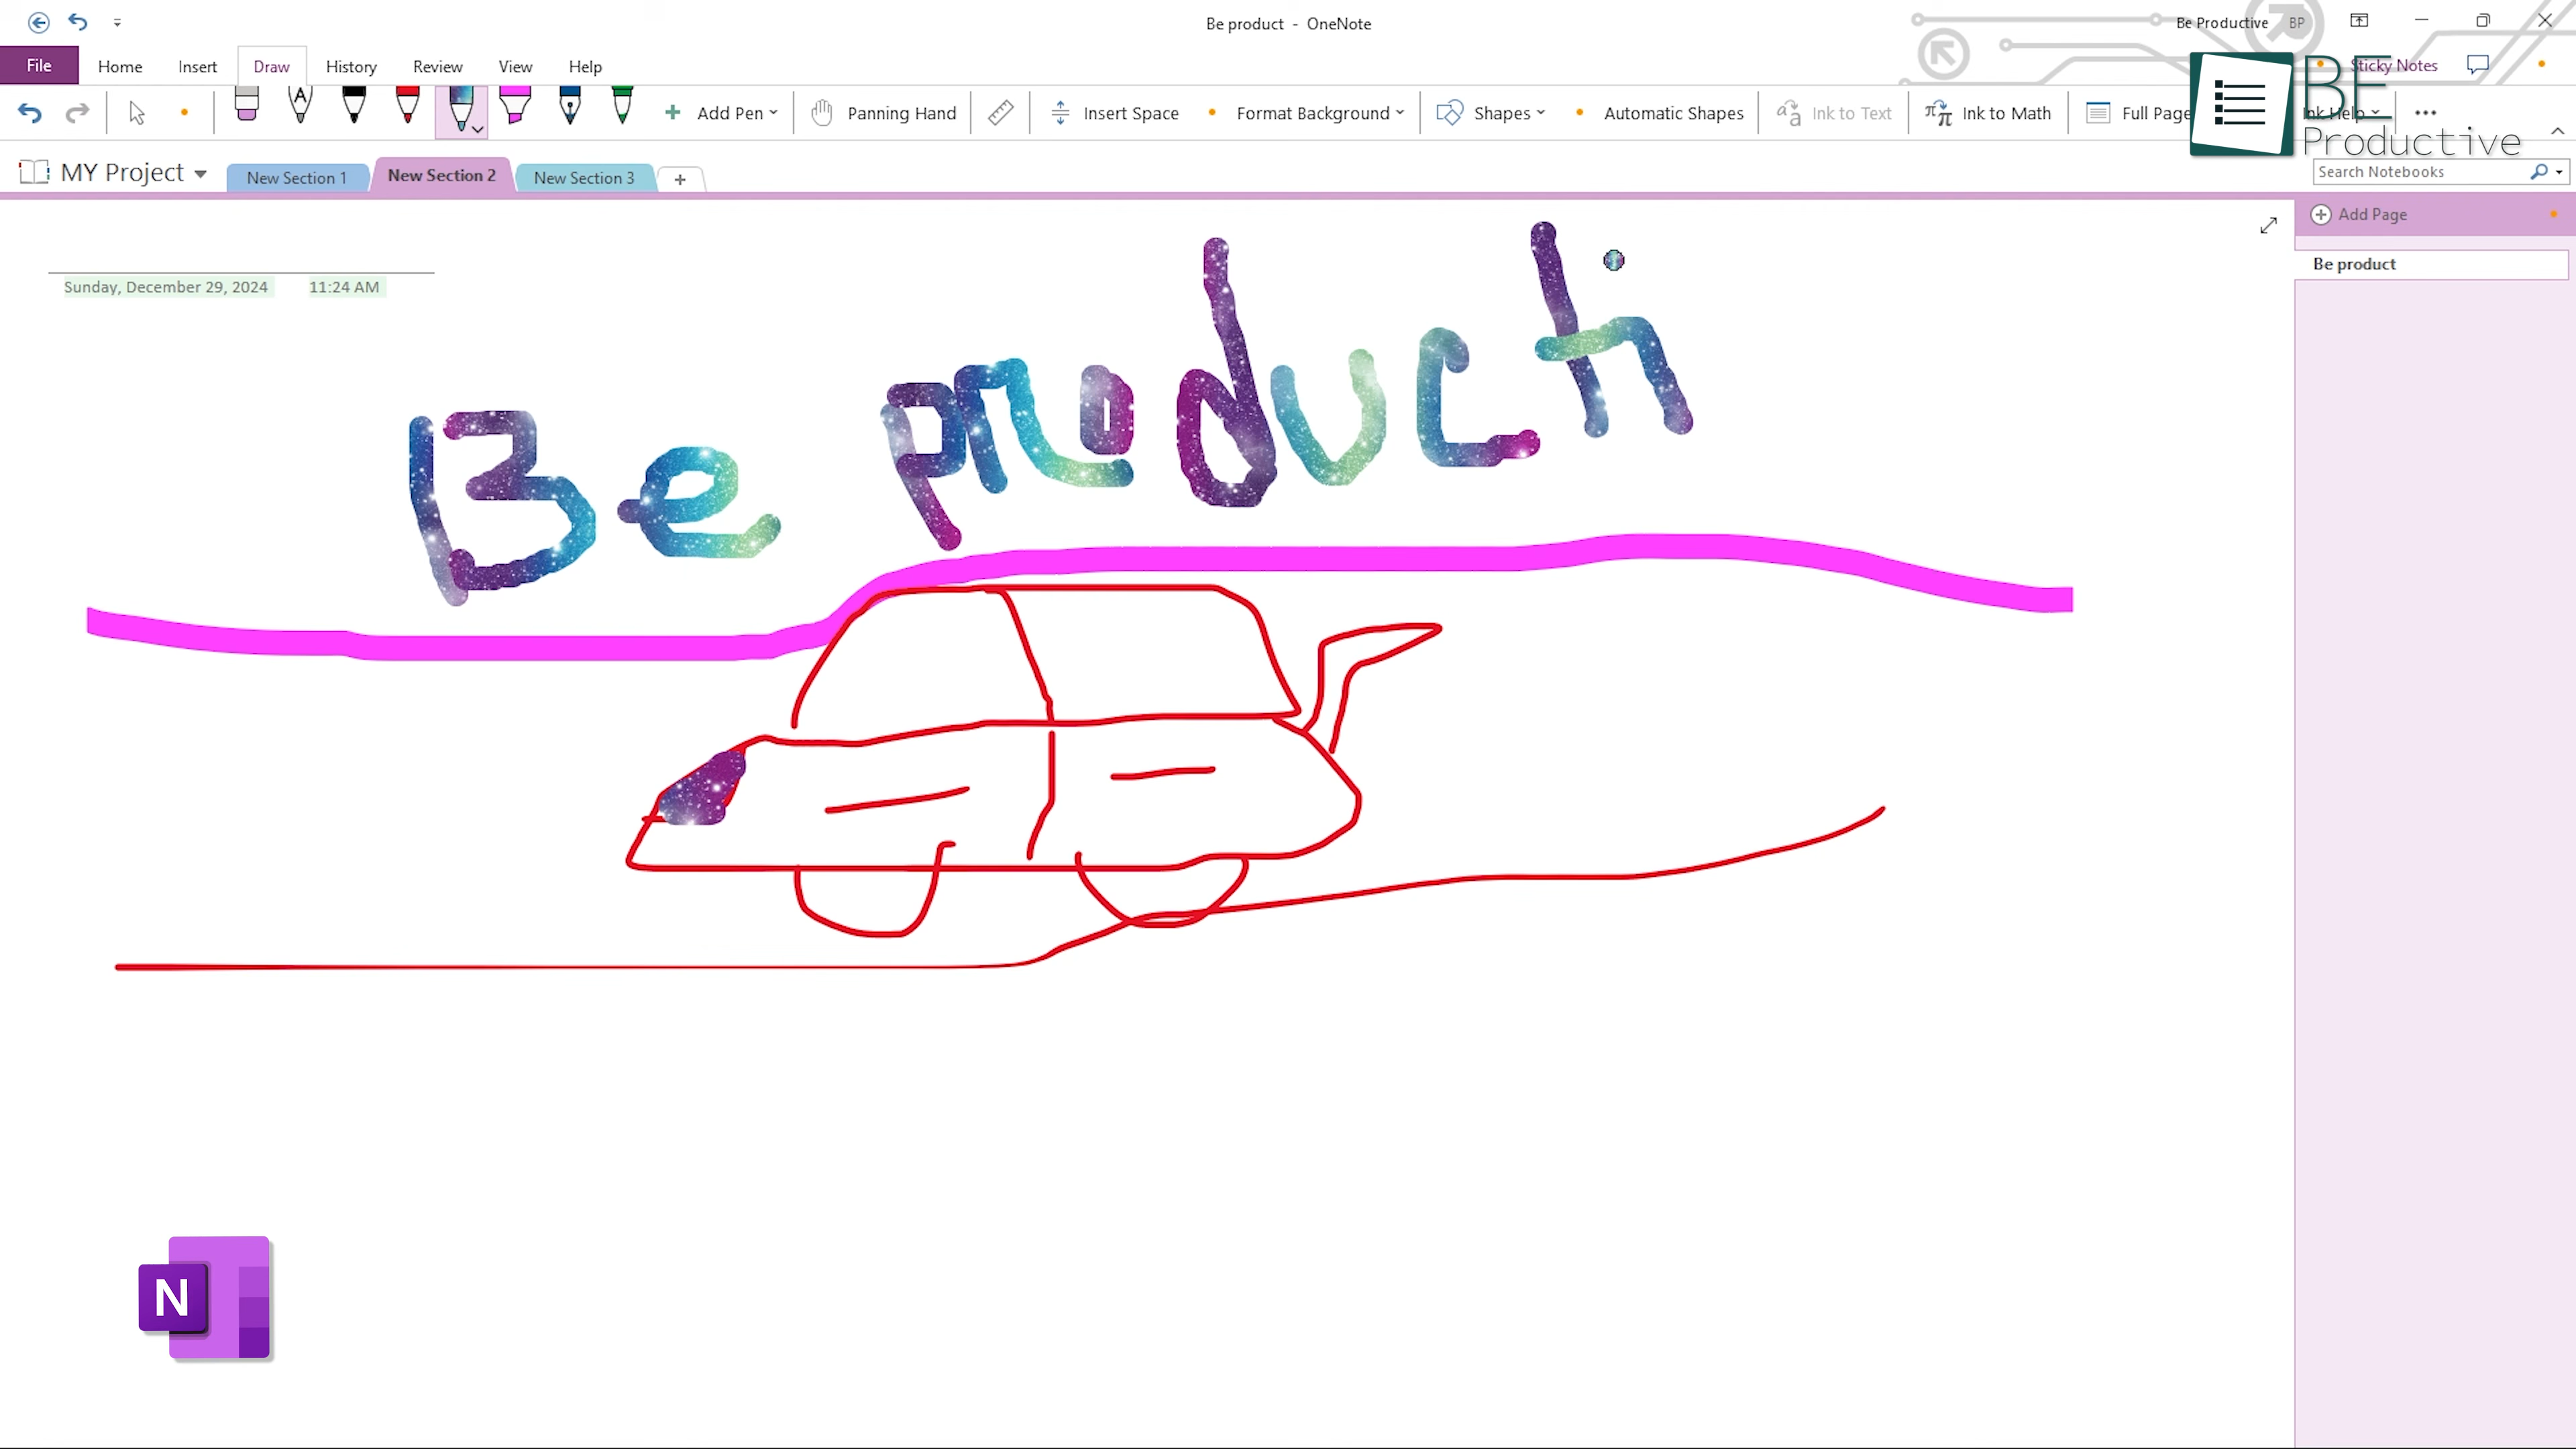 Be product - OneNote
Be Productive BP
File Home Insert Draw History Review View Help
Sticky Notes
BE
Productive
A
Add Pen
Panning Hand
Insert Space
Format Background
Shapes
Automatic Shapes
Ink to Text
Ink to Math
Full Page
Ink Help
MY Project
New Section 1
New Section 2
New Section 3
Search Notebooks
Add Page
Be product
Sunday, December 29, 2024 11:24 AM
Be producti
N